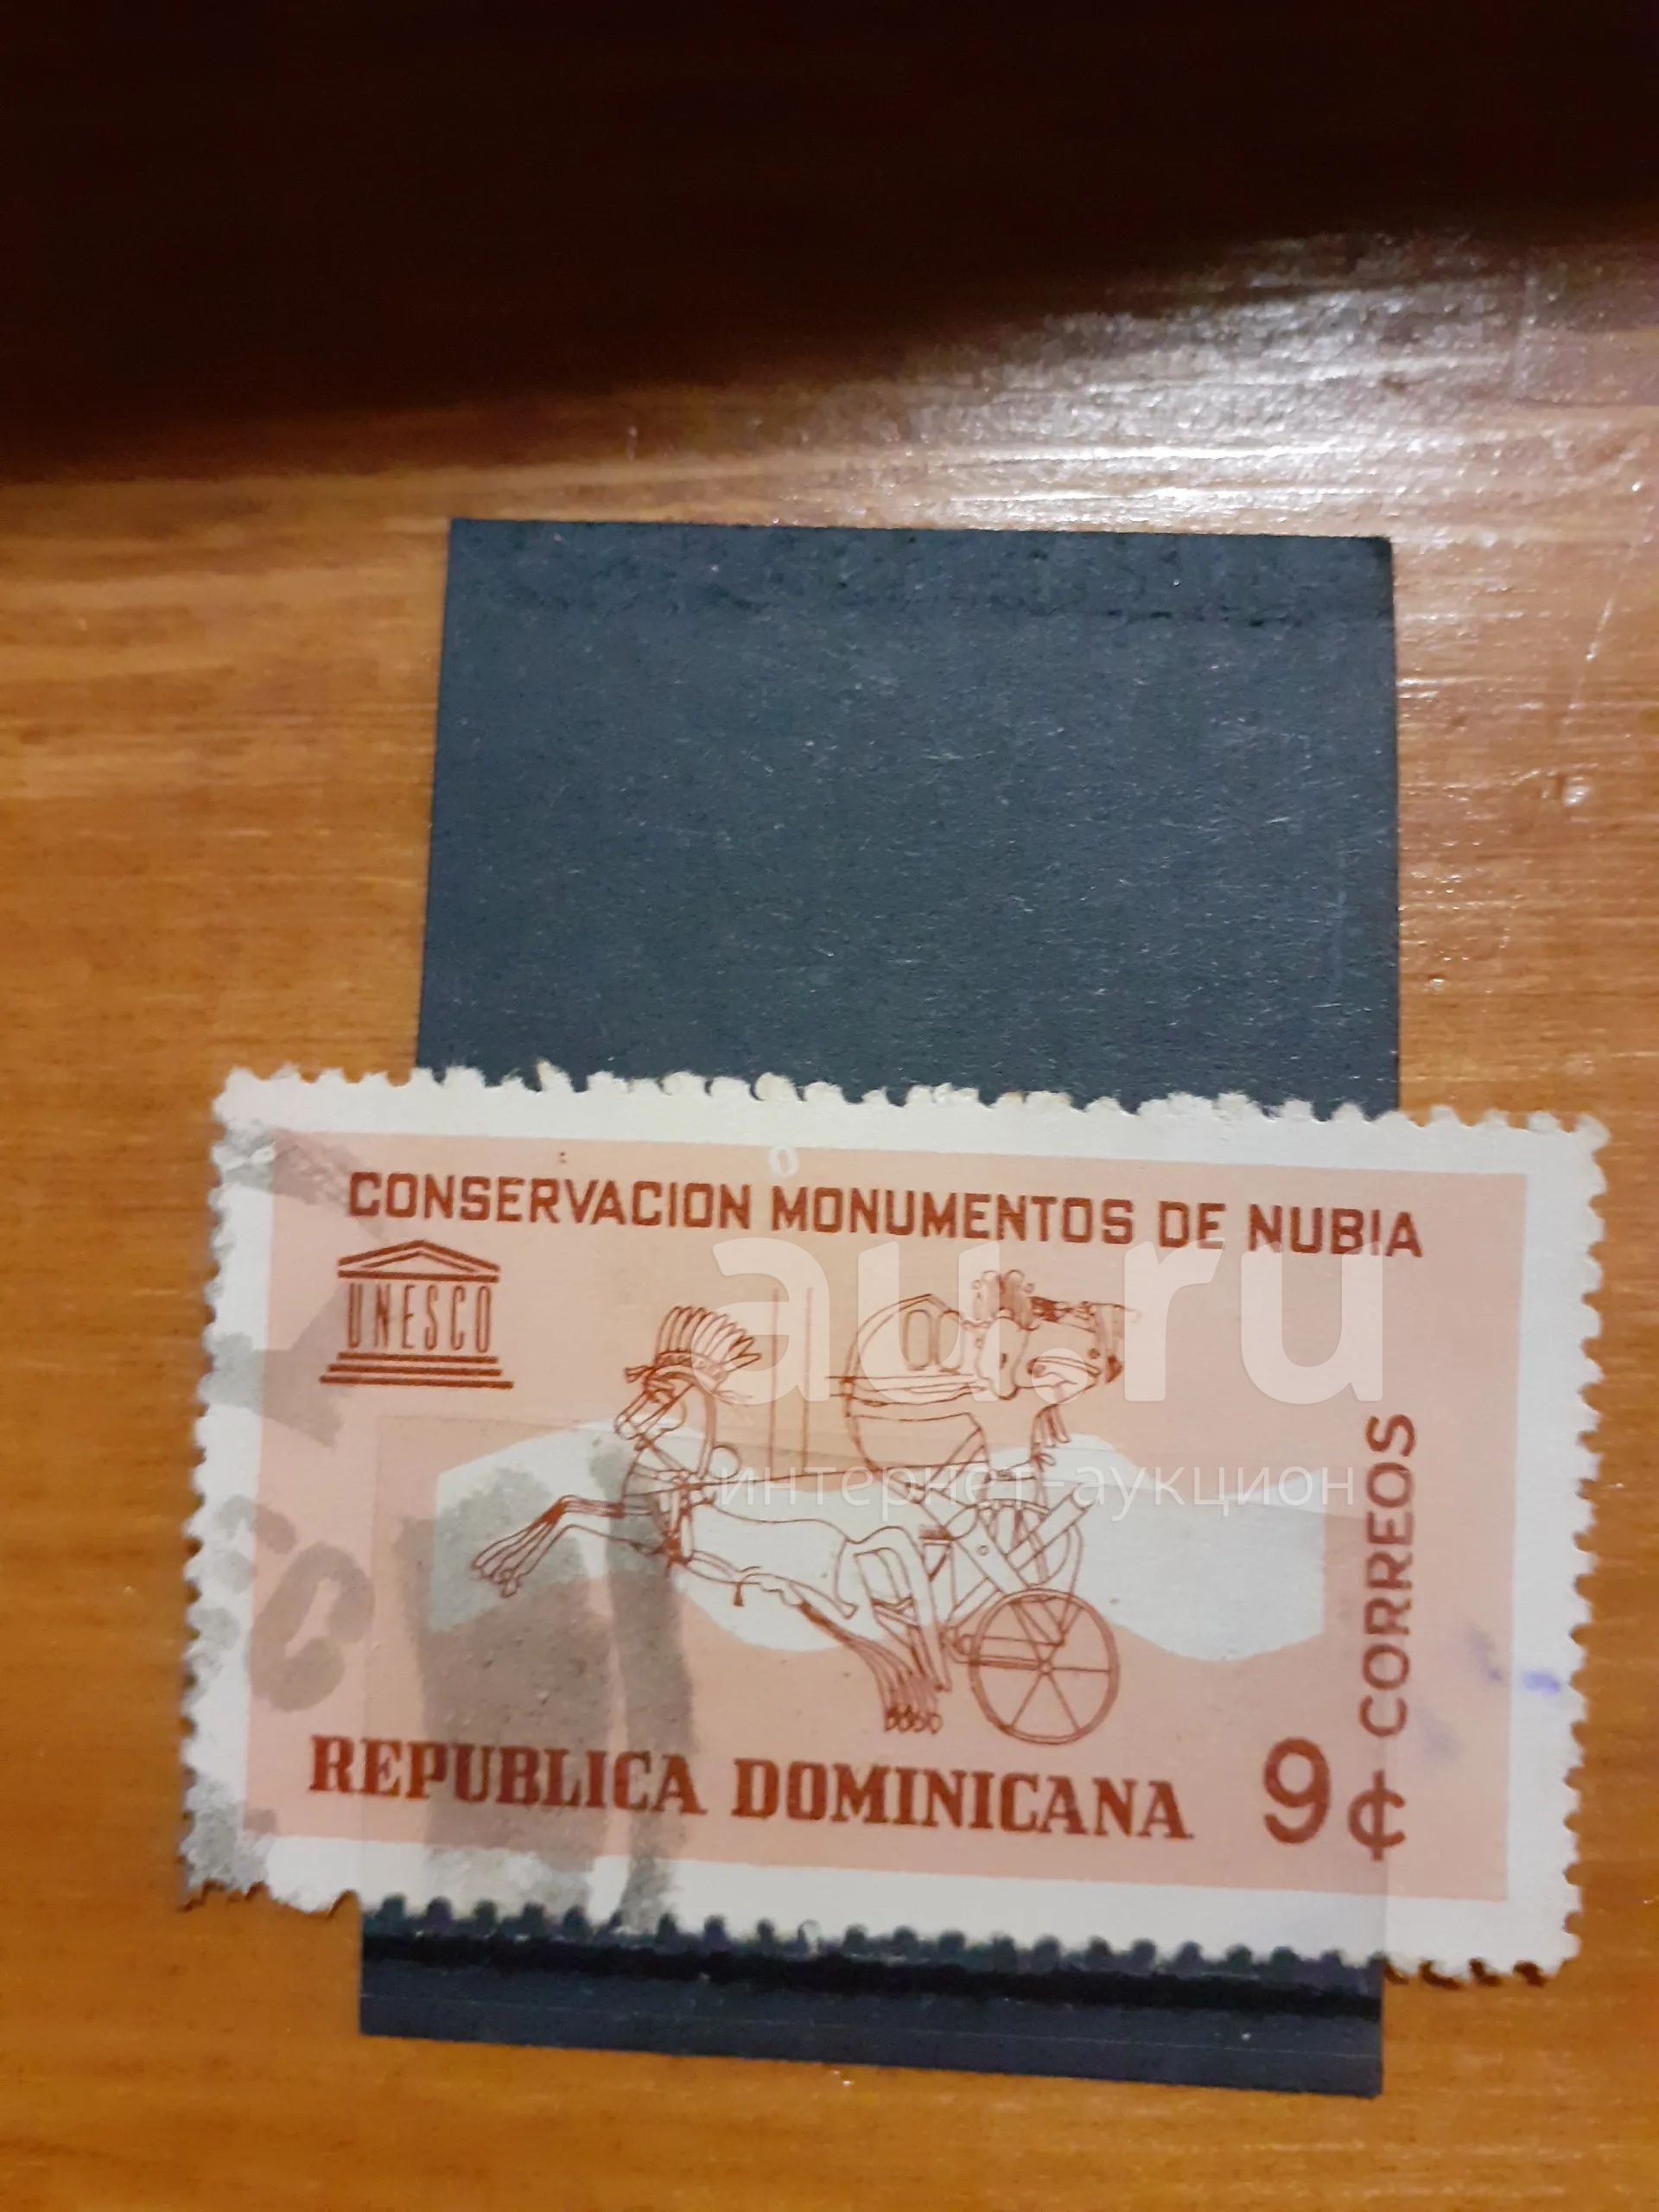 CONSERVACION MONUMENTOS DE NUBIA
UNESCO
au.ru
интернет-аукцион
CORREOS
REPUBLICA DOMINICANA
9¢